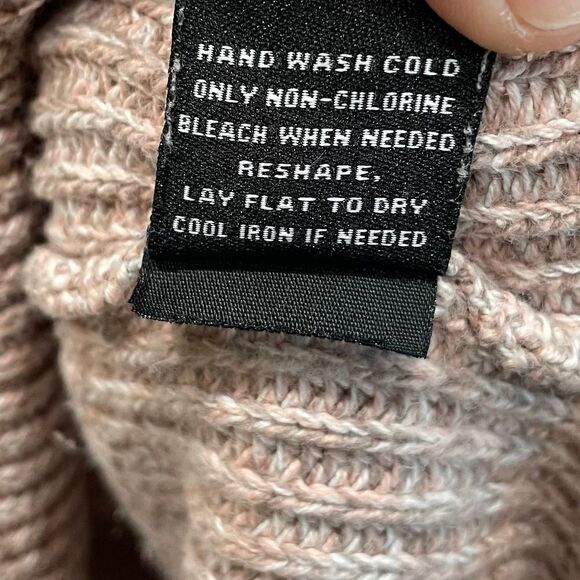 HAND WASH COLD
ONLY NON-CHLORINE
BLEACH WHEN NEEDED
RESHAPE,
LAY FLAT TO DRY
COOL IRON IF NEEDED